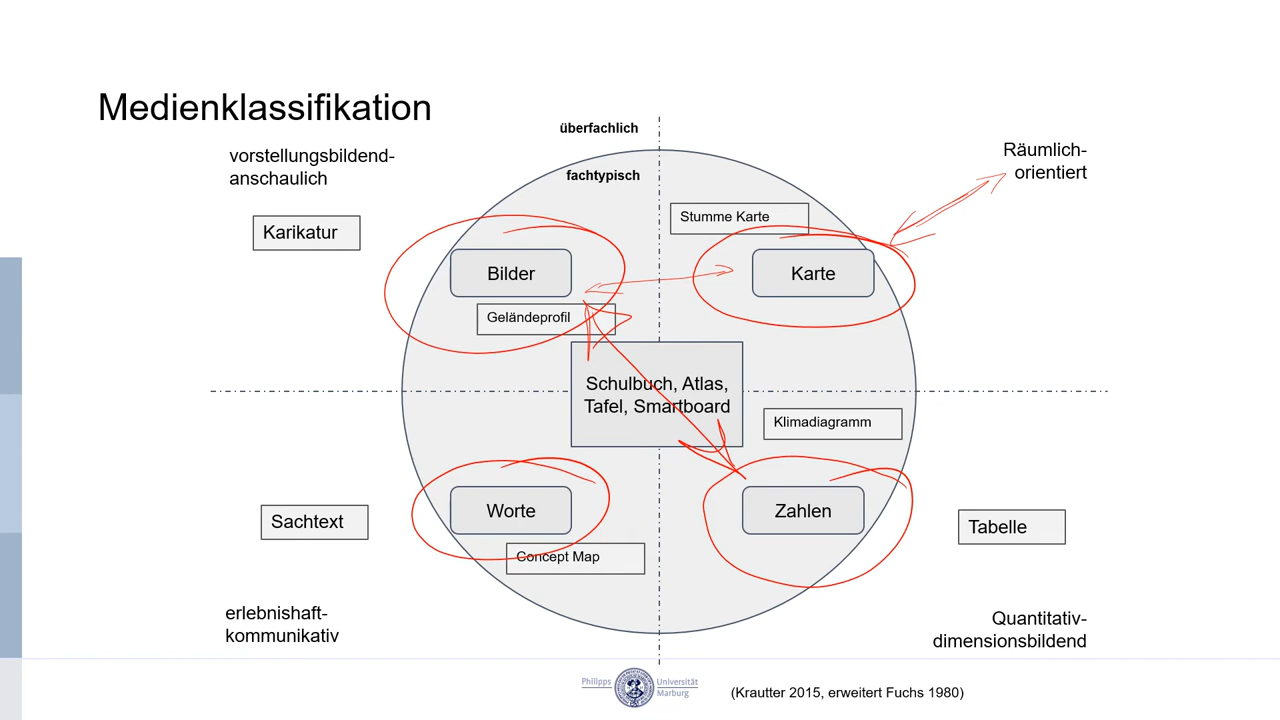 Medienklassifikation
überfachlich
fachtypisch
vorstellungsbildend-
anschaulich
Räumlich-
orientiert
Karikatur
Stumme Karte
Bilder
Karte
Geländeprofil
Schulbuch, Atlas,
Tafel, Smartboard
Klimadiagramm
Worte
Zahlen
Sachtext
Tabelle
Concept Map
erlebnishaft-
kommunikativ
Quantitativ-
dimensionsbildend
Philipps Universität
Marburg
(Krautter 2015, erweitert Fuchs 1980)